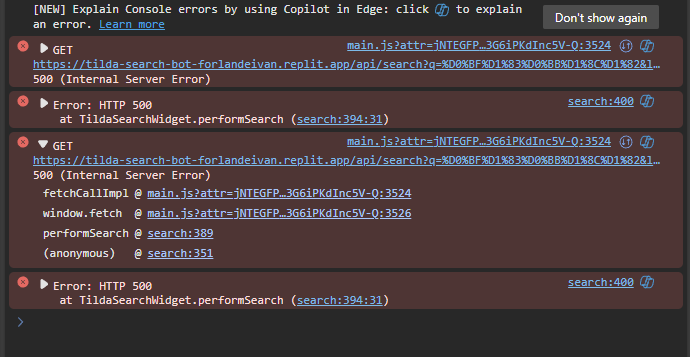 [NEW] Explain Console errors by using Copilot in Edge: click to explain
an error. Learn more
Don't show again
GET main.js?attr=jNTEGFP…3G6iPKdInc5V-Q:3524
https://tilda-search-bot-forlandeivan.replit.app/api/search?q=%D0%BF%D1%83%D0%BB%D1%8C%D1%82&l…
500 (Internal Server Error)
Error: HTTP 500 search:400
at TildaSearchWidget.performSearch (search:394:31)
GET main.js?attr=jNTEGFP…3G6iPKdInc5V-Q:3524
https://tilda-search-bot-forlandeivan.replit.app/api/search?q=%D0%BF%D1%83%D0%BB%D1%8C%D1%82&l…
500 (Internal Server Error)
fetchCallImpl @ main.js?attr=jNTEGFP…3G6iPKdInc5V-Q:3524
window.fetch @ main.js?attr=jNTEGFP…3G6iPKdInc5V-Q:3526
performSearch @ search:389
(anonymous) @ search:351
Error: HTTP 500 search:400
at TildaSearchWidget.performSearch (search:394:31)